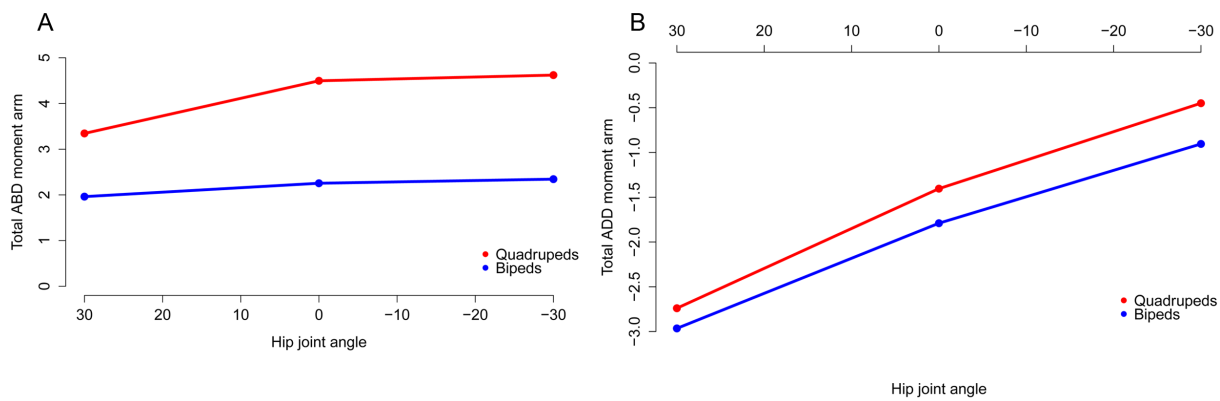 A
Total ABD moment arm
5
4
3
2
1
0
30 20 10 0 −10 −20 −30
Hip joint angle
Quadrupeds
Bipeds
B
30 20 10 0 −10 −20 −30
Total ADD moment arm
0.0
−0.5
−1.0
−1.5
−2.0
−2.5
−3.0
Quadrupeds
Bipeds
Hip joint angle